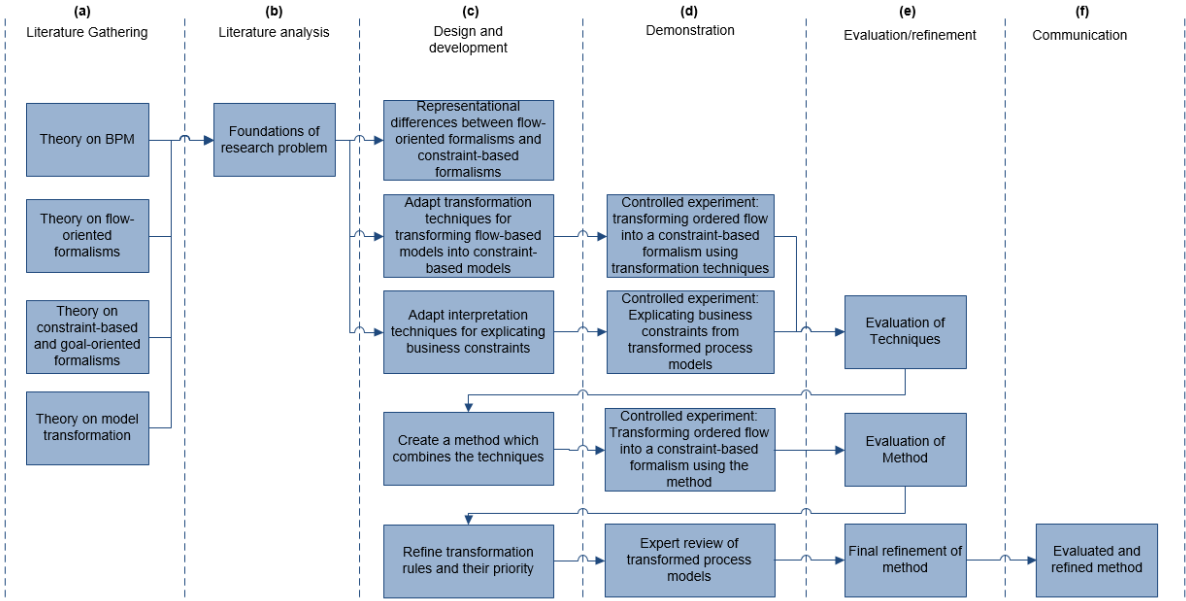 (a)
Literature Gathering
(b)
Literature analysis
(c)
Design and
development
(d)
Demonstration
(e)
Evaluation/refinement
(f)
Communication
Theory on BPM
Foundations of
research problem
Representational
differences between flow-
oriented formalisms and
constraint-based
formalisms
Theory on flow-
oriented
formalisms
Adapt transformation
techniques for
transforming flow-based
models into constraint-
based models
Controlled experiment:
transforming ordered flow
into a constraint-based
formalism using
transformation techniques
Theory on
constraint-based
and goal-oriented
formalisms
Adapt interpretation
techniques for explicating
business constraints
Controlled experiment:
Explicating business
constraints from
transformed process
models
Evaluation of
Techniques
Theory on model
transformation
Create a method which
combines the techniques
Controlled experiment:
Transforming ordered flow
into a constraint-based
formalism using the
method
Evaluation of
Method
Refine transformation
rules and their priority
Expert review of
transformed process
models
Final refinement of
method
Evaluated and
refined method